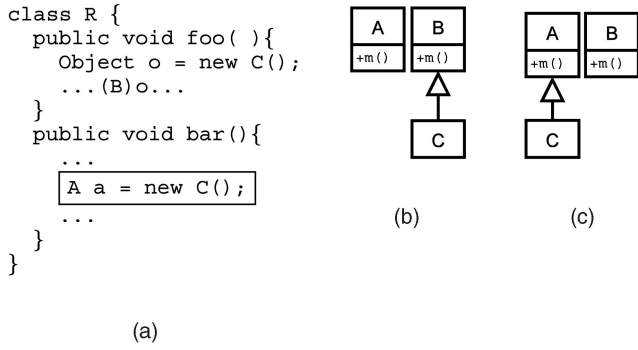 class R {
public void foo( ){
Object o = new C();
...(B)o...
}
public void bar(){
...
A a = new C();
...
}
}
(a)
A
+m()
B
+m()
C
(b)
A
+m()
B
+m()
C
(c)